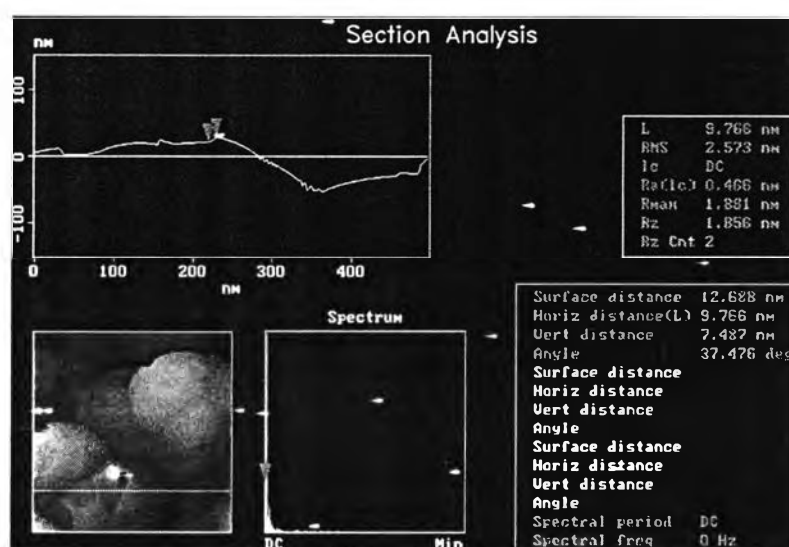 Section Analysis
nm
100
0
-100
0 100 200 300 400
nm
L 9.766 nm
RMS 2.573 nm
lc DC
Ra(lc) 0.466 nm
Rmax 1.881 nm
Rz 1.856 nm
Rz Cnt 2
Spectrum
DC Min
Surface distance 12.688 nm
Horiz distance(L) 9.766 nm
Vert distance 7.487 nm
Angle 37.476 deg
Surface distance
Horiz distance
Vert distance
Angle
Surface distance
Horiz distance
Vert distance
Angle
Spectral period DC
Spectral freq 0 Hz